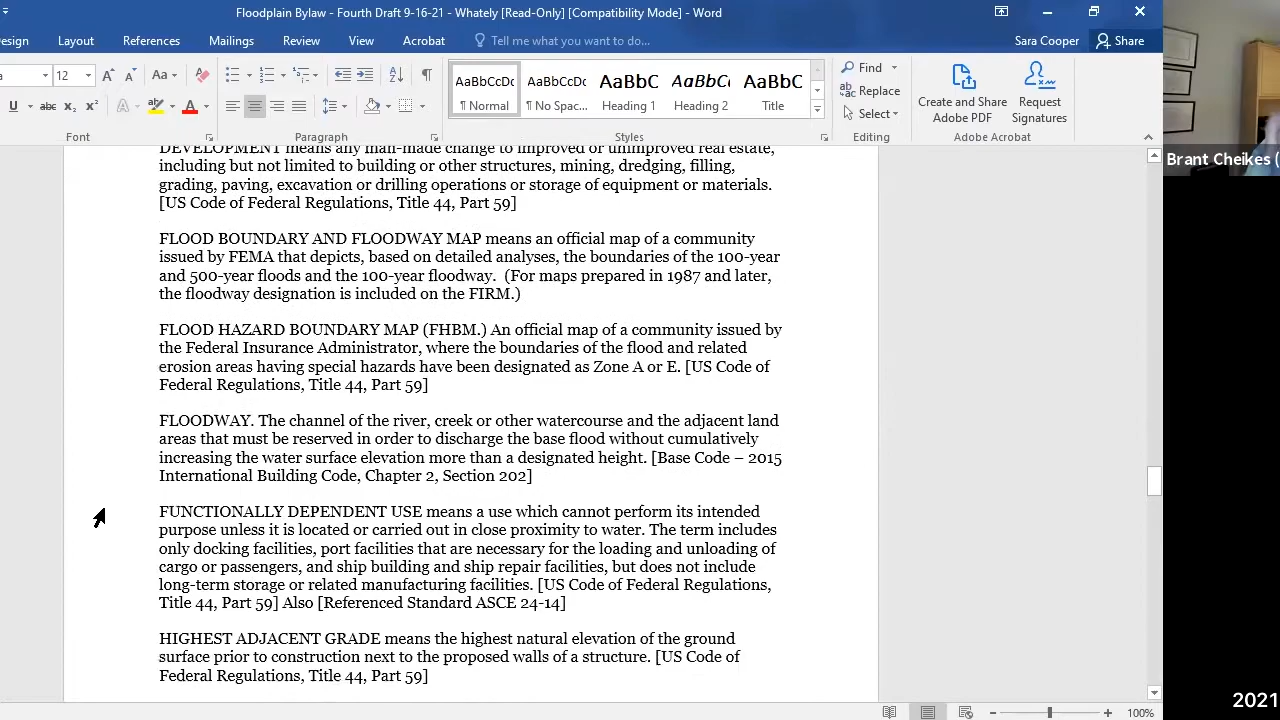 Floodplain Bylaw - Fourth Draft 9-16-21 - Whately [Read-Only] [Compatibility Mode] - Word
esign Layout References Mailings Review View Acrobat Tell me what you want to do... Sara Cooper Share
a 12 Aa
AaBbCcDc AaBbCcDc AaBbC AaBbC AaBbC
Find
Replace
Select
U abc x₂ x² A ab A
¶ Normal ¶ No Spac... Heading 1 Heading 2 Title
Create and Share Adobe PDF
Request Signatures
Font Paragraph Styles Editing Adobe Acrobat
Brant Cheikes (
DEVELOPMENT means any man-made change to improved or unimproved real estate,
including but not limited to building or other structures, mining, dredging, filling,
grading, paving, excavation or drilling operations or storage of equipment or materials.
[US Code of Federal Regulations, Title 44, Part 59]
FLOOD BOUNDARY AND FLOODWAY MAP means an official map of a community
issued by FEMA that depicts, based on detailed analyses, the boundaries of the 100-year
and 500-year floods and the 100-year floodway. (For maps prepared in 1987 and later,
the floodway designation is included on the FIRM.)
FLOOD HAZARD BOUNDARY MAP (FHBM.) An official map of a community issued by
the Federal Insurance Administrator, where the boundaries of the flood and related
erosion areas having special hazards have been designated as Zone A or E. [US Code of
Federal Regulations, Title 44, Part 59]
FLOODWAY. The channel of the river, creek or other watercourse and the adjacent land
areas that must be reserved in order to discharge the base flood without cumulatively
increasing the water surface elevation more than a designated height. [Base Code – 2015
International Building Code, Chapter 2, Section 202]
FUNCTIONALLY DEPENDENT USE means a use which cannot perform its intended
purpose unless it is located or carried out in close proximity to water. The term includes
only docking facilities, port facilities that are necessary for the loading and unloading of
cargo or passengers, and ship building and ship repair facilities, but does not include
long-term storage or related manufacturing facilities. [US Code of Federal Regulations,
Title 44, Part 59] Also [Referenced Standard ASCE 24-14]
HIGHEST ADJACENT GRADE means the highest natural elevation of the ground
surface prior to construction next to the proposed walls of a structure. [US Code of
Federal Regulations, Title 44, Part 59]
100%
2021